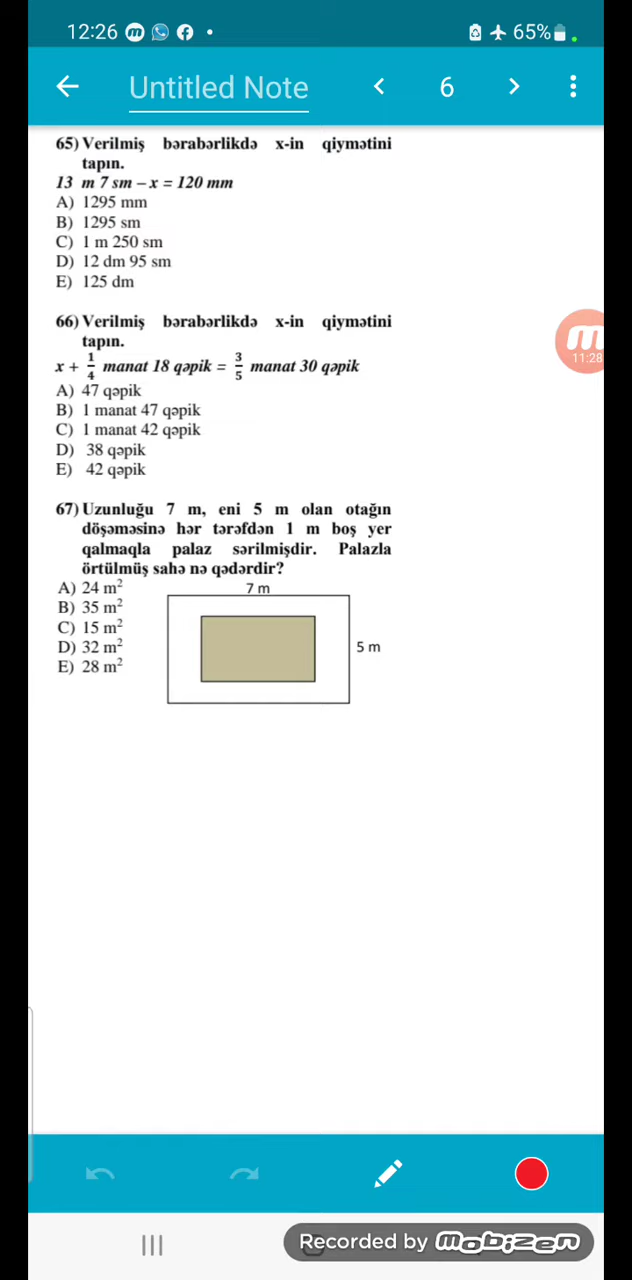 12:26
65%
Untitled Note
6
65) Verilmiş bərabərlikdə x-in qiymətini
tapın.
13 m 7 sm – x = 120 mm
A) 1295 mm
B) 1295 sm
C) 1 m 250 sm
D) 12 dm 95 sm
E) 125 dm
11:28
66) Verilmiş bərabərlikdə x-in qiymətini
tapın.
x + 1/4 manat 18 qəpik = 3/5 manat 30 qəpik
A) 47 qəpik
B) 1 manat 47 qəpik
C) 1 manat 42 qəpik
D) 38 qəpik
E) 42 qəpik
67) Uzunluğu 7 m, eni 5 m olan otağın
döşəməsinə hər tərəfdən 1 m boş yer
qalmaqla palaz sərilmişdir. Palazla
örtülmüş sahə nə qədərdir?
A) 24 m²
B) 35 m²
C) 15 m²
D) 32 m²
E) 28 m²
7 m
5 m
Recorded by mobizen